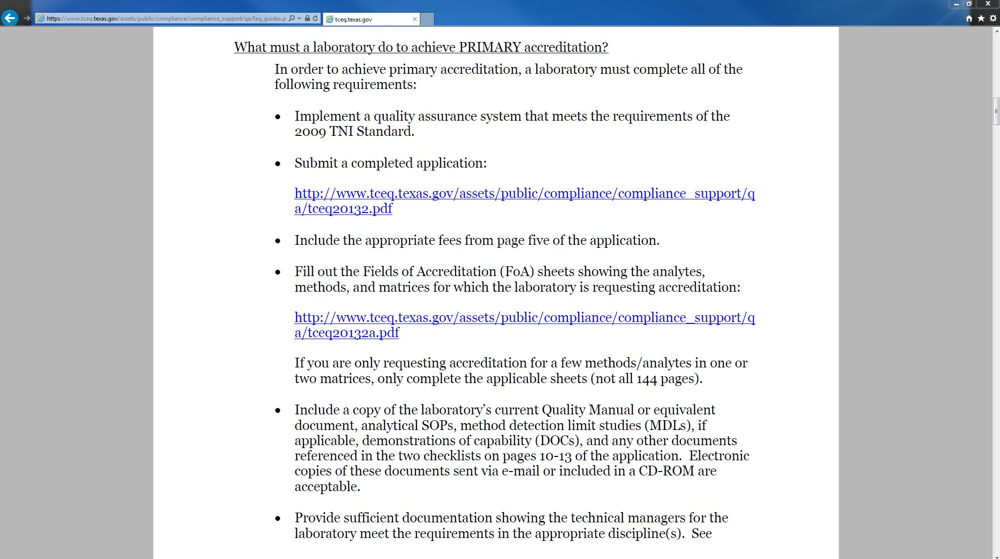 https://www.tceq.texas.gov/assets/public/compliance/compliance_support/qa/faq_guides.p
tceq.texas.gov
What must a laboratory do to achieve PRIMARY accreditation?
In order to achieve primary accreditation, a laboratory must complete all of the
following requirements:
• Implement a quality assurance system that meets the requirements of the
2009 TNI Standard.
• Submit a completed application:
http://www.tceq.texas.gov/assets/public/compliance/compliance_support/q
a/tceq20132.pdf
• Include the appropriate fees from page five of the application.
• Fill out the Fields of Accreditation (FoA) sheets showing the analytes,
methods, and matrices for which the laboratory is requesting accreditation:
http://www.tceq.texas.gov/assets/public/compliance/compliance_support/q
a/tceq20132a.pdf
If you are only requesting accreditation for a few methods/analytes in one or
two matrices, only complete the applicable sheets (not all 144 pages).
• Include a copy of the laboratory’s current Quality Manual or equivalent
document, analytical SOPs, method detection limit studies (MDLs), if
applicable, demonstrations of capability (DOCs), and any other documents
referenced in the two checklists on pages 10-13 of the application.  Electronic
copies of these documents sent via e-mail or included in a CD-ROM are
acceptable.
• Provide sufficient documentation showing the technical managers for the
laboratory meet the requirements in the appropriate discipline(s).  See